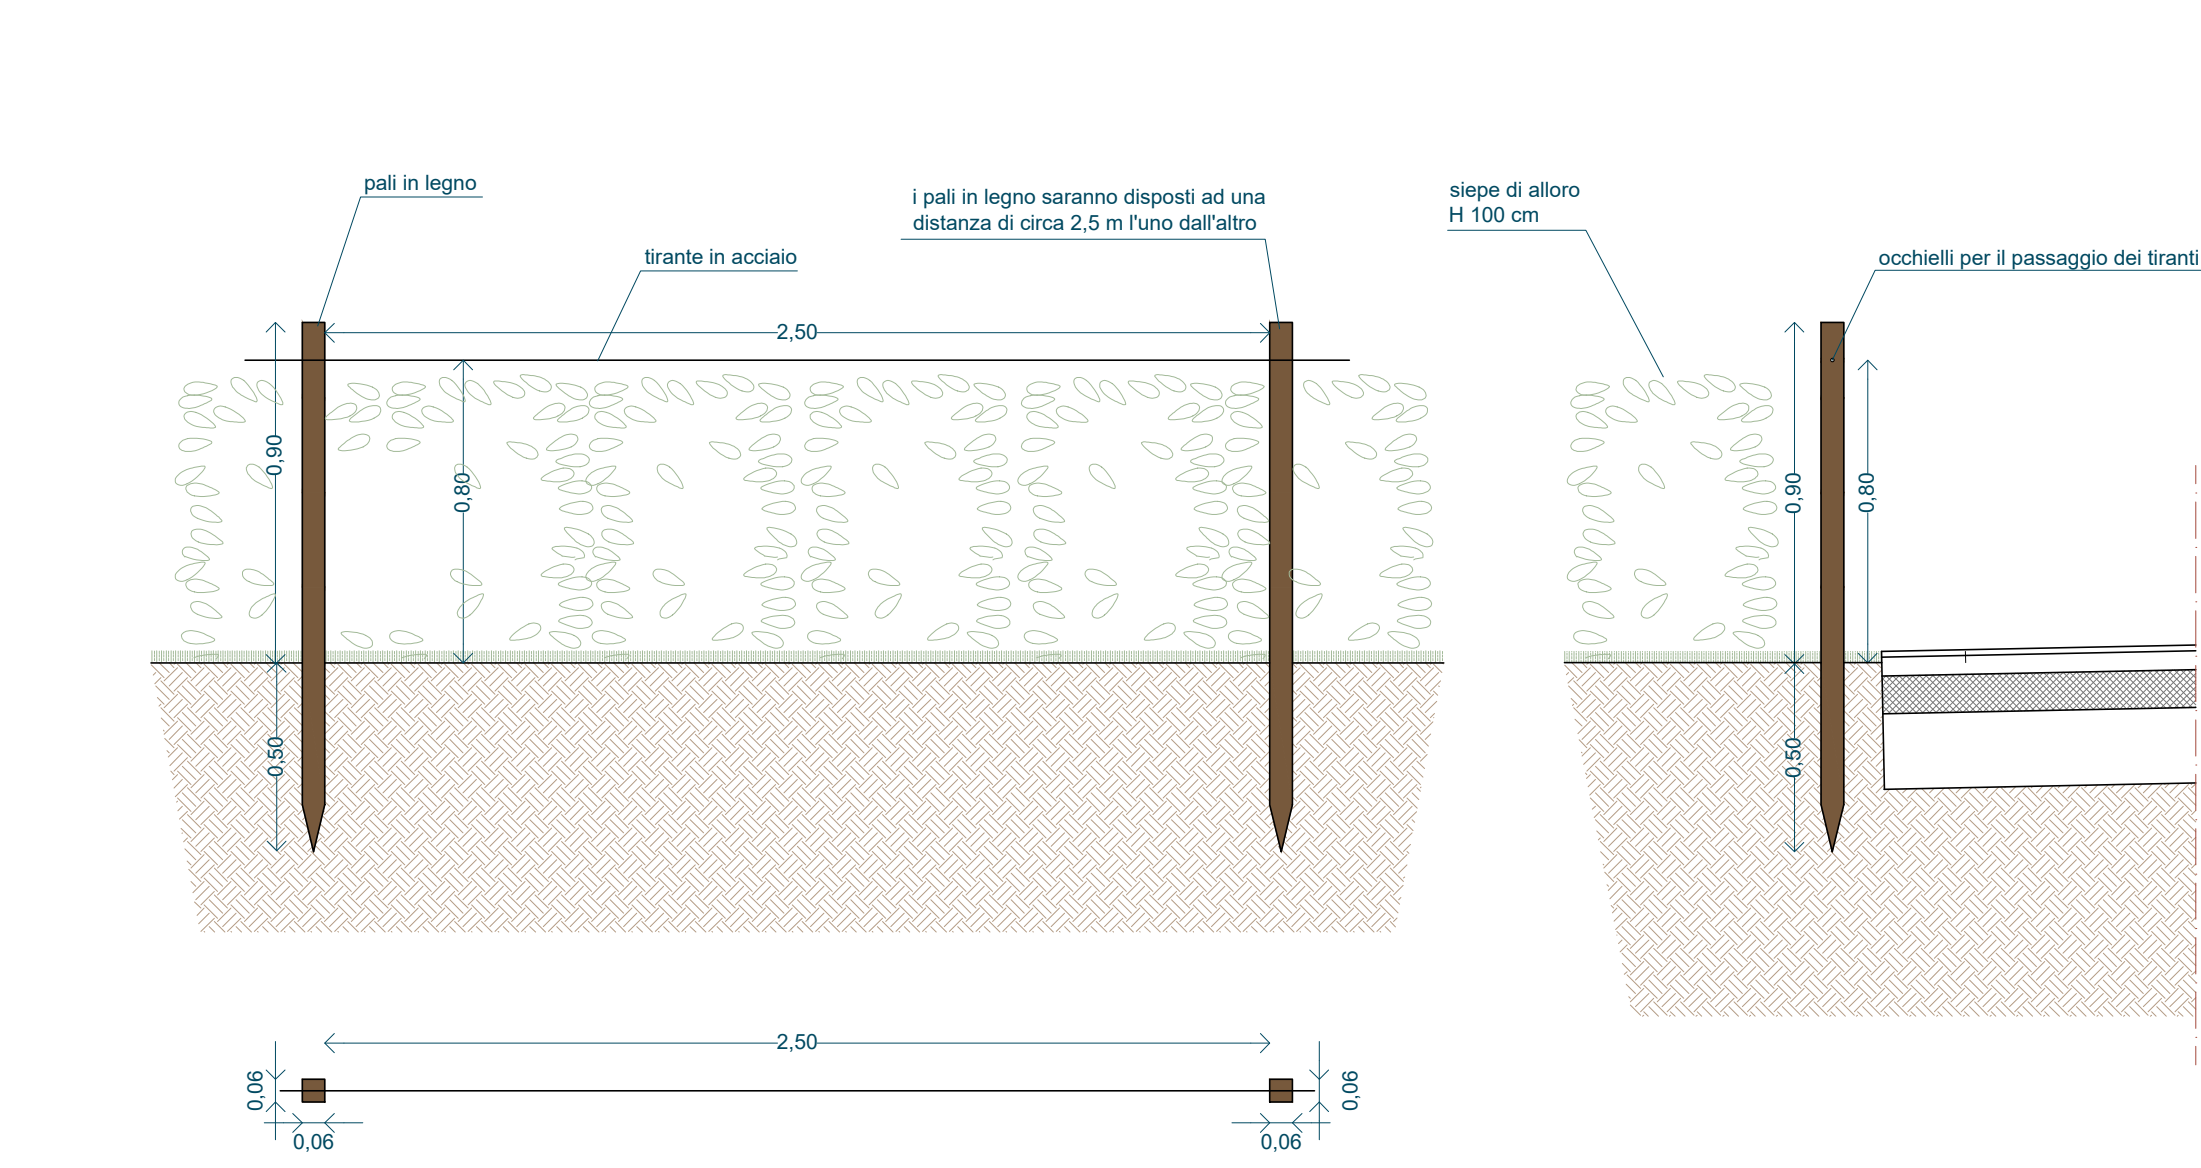 pali in legno
i pali in legno saranno disposti ad una
distanza di circa 2,5 m l'uno dall'altro
siepe di alloro
H 100 cm
tirante in acciaio
occhielli per il passaggio dei tiranti
2,50
0,90
0,80
0,90
0,80
0,50
0,50
2,50
0,06
0,06
0,06
0,06